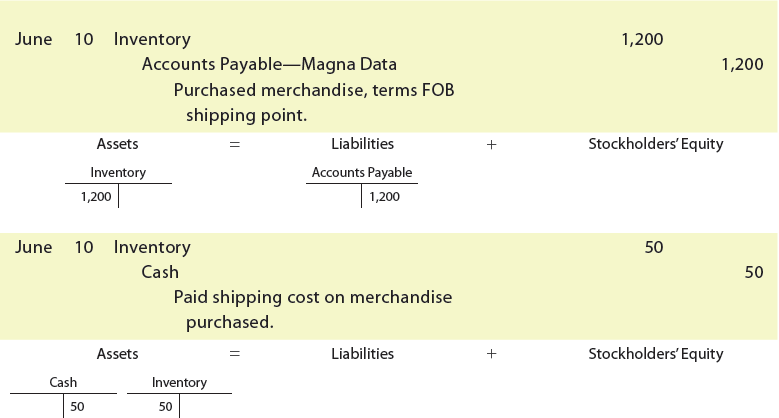 June 10 Inventory 1,200
Accounts Payable—Magna Data 1,200
Purchased merchandise, terms FOB
shipping point.
Assets = Liabilities + Stockholders’ Equity
Inventory Accounts Payable
1,200 1,200
June 10 Inventory 50
Cash 50
Paid shipping cost on merchandise
purchased.
Assets = Liabilities + Stockholders’ Equity
Cash Inventory
50 50